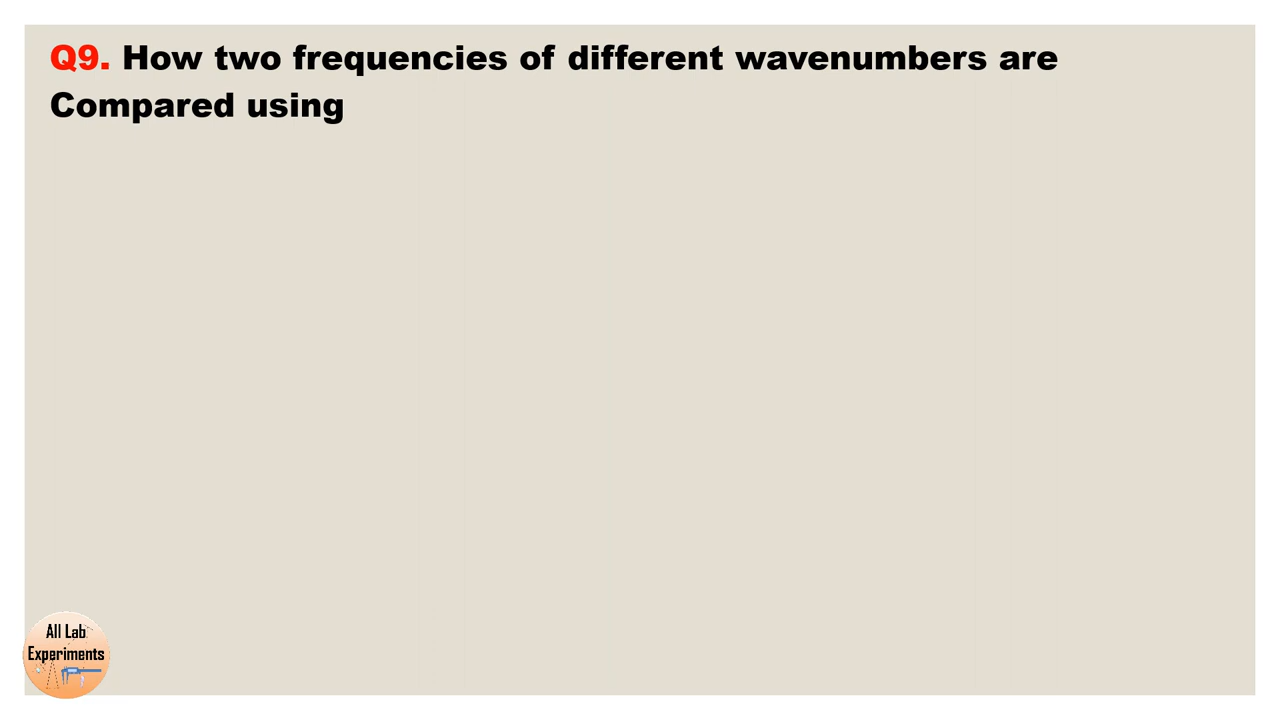 Q9. How two frequencies of different wavenumbers are
Compared using
All Lab
Experiments